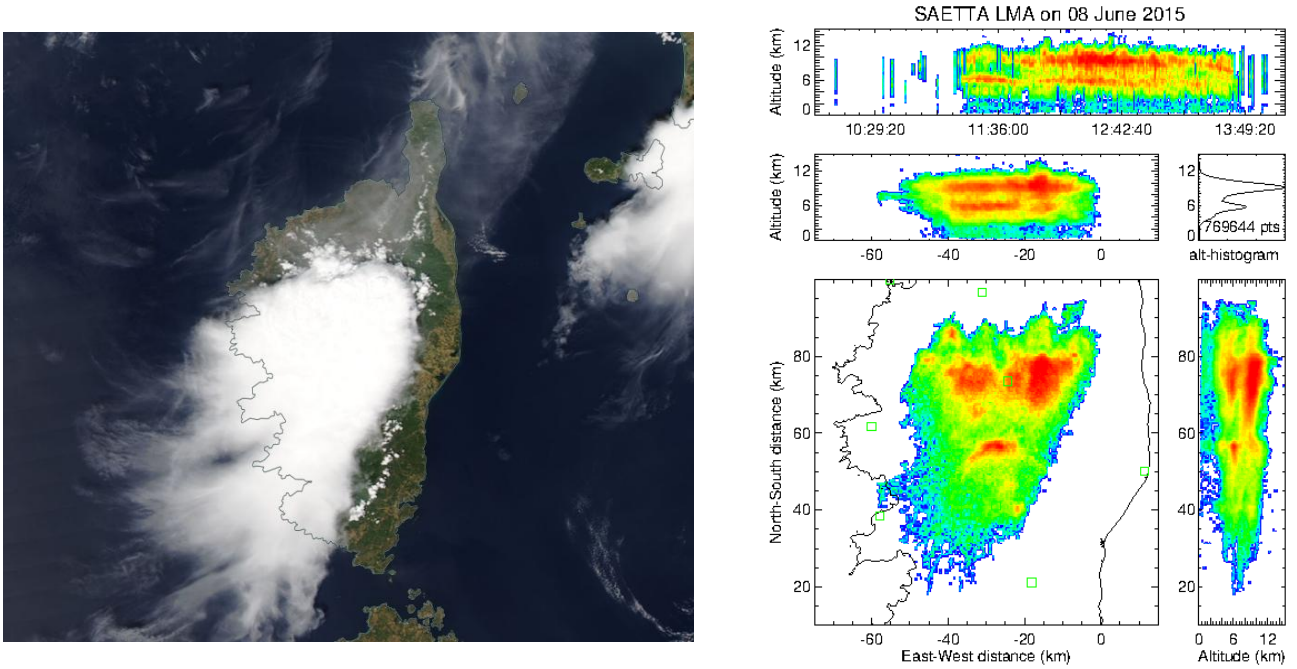 SAETTA LMA on 08 June 2015
Altitude (km)
12
6
0
10:29:20 11:36:00 12:42:40 13:49:20
Altitude (km)
12
6
0
-60 -40 -20 0
12
6
0
769644 pts
alt-histogram
North-South distance (km)
80
60
40
20
-60 -40 -20 0
East-West distance (km)
80
60
40
20
0 6 12
Altitude (km)